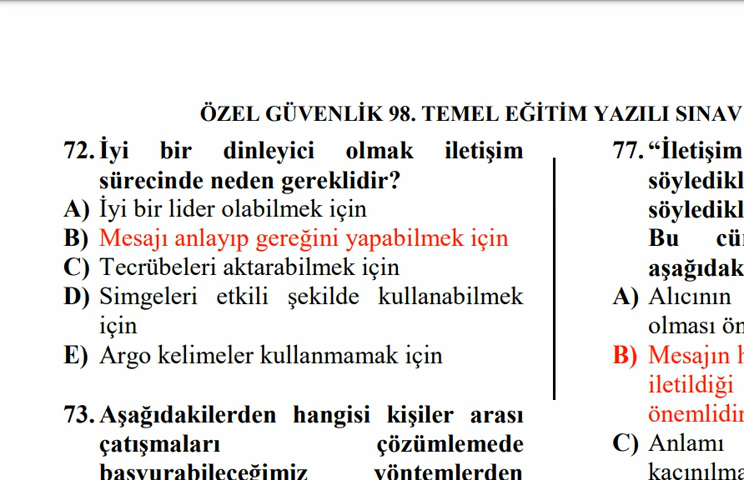 ÖZEL GÜVENLİK 98. TEMEL EĞİTİM YAZILI SINAV
72. İyi bir dinleyici olmak iletişim
sürecinde neden gereklidir?
A) İyi bir lider olabilmek için
B) Mesajı anlayıp gereğini yapabilmek için
C) Tecrübeleri aktarabilmek için
D) Simgeleri etkili şekilde kullanabilmek
için
E) Argo kelimeler kullanmamak için
73. Aşağıdakilerden hangisi kişiler arası
çatışmaları çözümlemede
başvurabileceğimiz yöntemlerden
77. “İletişim
söyledikl
söyledikl
Bu cü
aşağıdak
A) Alıcının
olması ön
B) Mesajın
iletildiği
önemlidir
C) Anlamı
kaçınılma